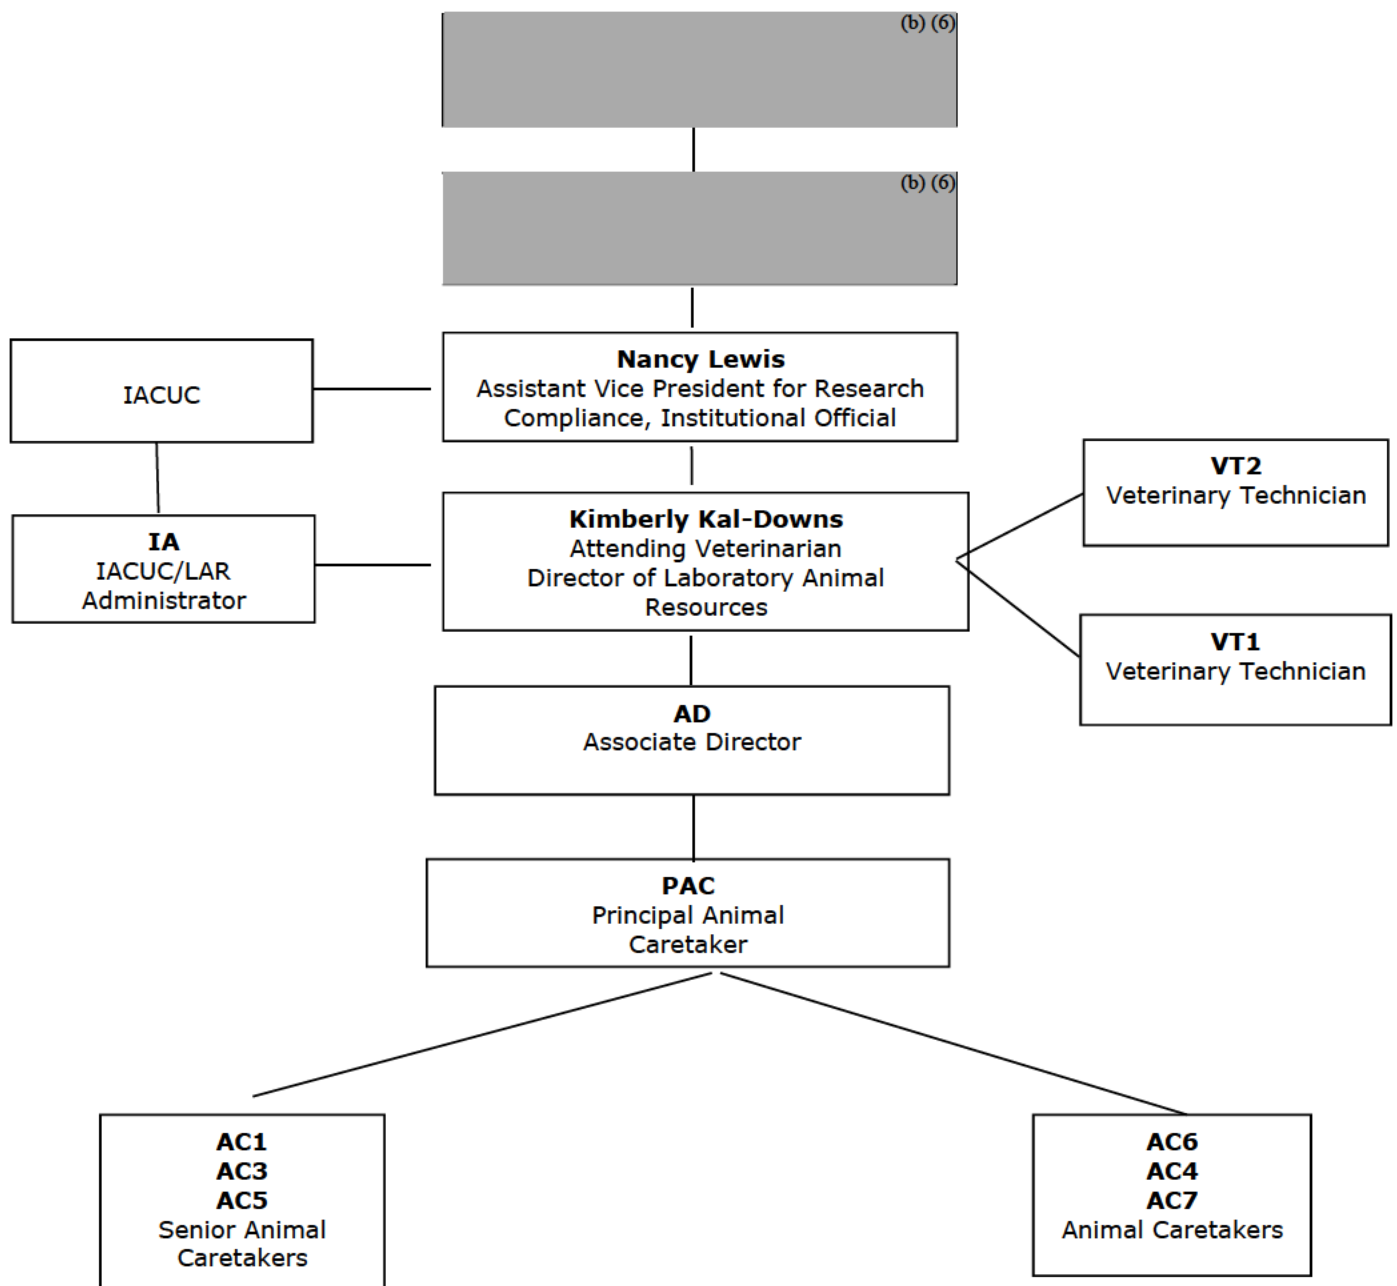 (b) (6)
(b) (6)
Nancy Lewis
Assistant Vice President for Research
Compliance, Institutional Official
IACUC
IA
IACUC/LAR
Administrator
Kimberly Kal-Downs
Attending Veterinarian
Director of Laboratory Animal
Resources
VT2
Veterinary Technician
VT1
Veterinary Technician
AD
Associate Director
PAC
Principal Animal
Caretaker
AC1
AC3
AC5
Senior Animal
Caretakers
AC6
AC4
AC7
Animal Caretakers